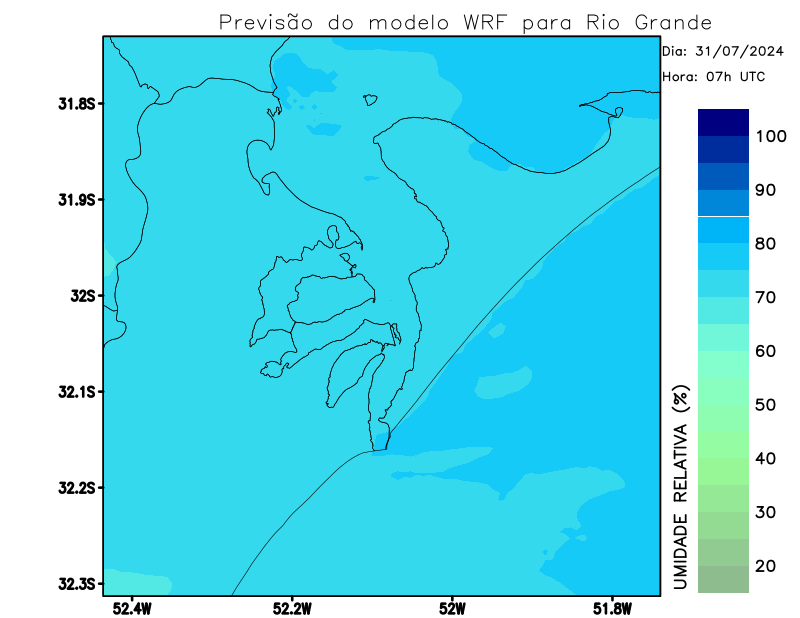 Previsão do modelo WRF para Rio Grande
Dia: 31/07/2024
Hora: 07h UTC
31.8S
31.9S
32S
32.1S
32.2S
32.3S
52.4W
52.2W
52W
51.8W
100
90
80
70
60
50
40
30
20
UMIDADE RELATIVA (%)